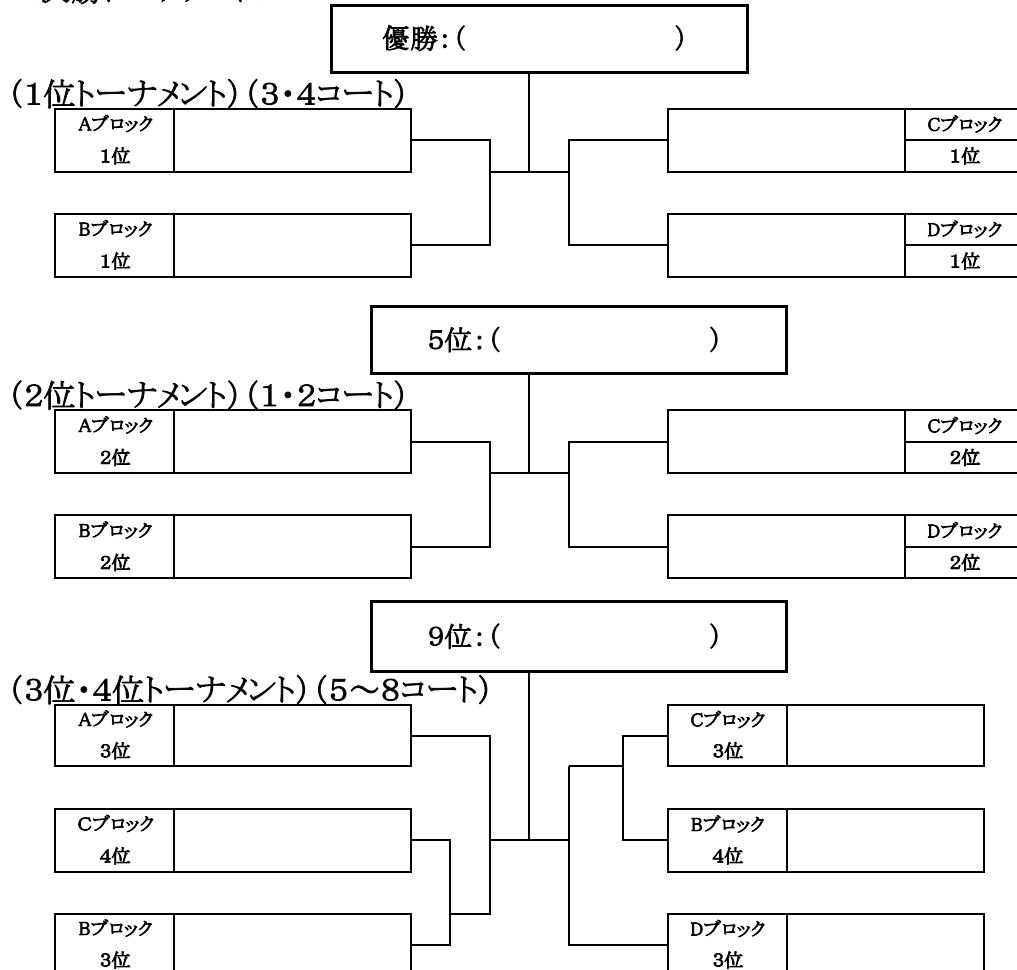 優勝：（　　　　　　　）
（1位トーナメント）（3・4コート）
Aブロック
1位
Cブロック
1位
Bブロック
1位
Dブロック
1位
5位：（　　　　　　　）
（2位トーナメント）（1・2コート）
Aブロック
2位
Cブロック
2位
Bブロック
2位
Dブロック
2位
9位：（　　　　　　　）
（3位・4位トーナメント）（5～8コート）
Aブロック
3位
Cブロック
3位
Cブロック
4位
Bブロック
4位
Bブロック
3位
Dブロック
3位